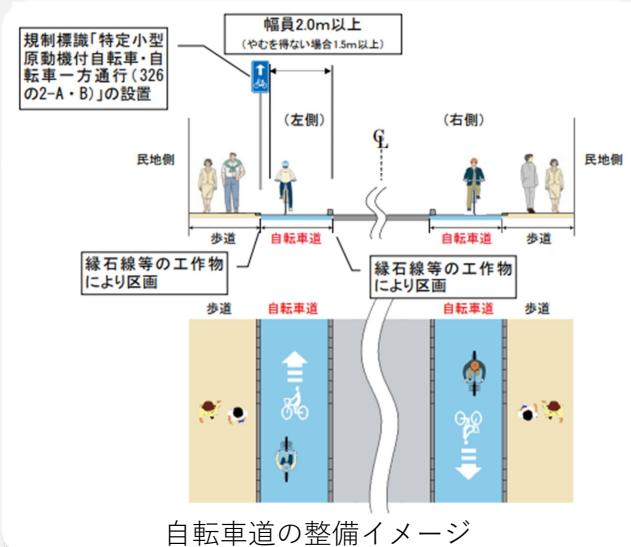 規制標識「特定小型
原動機付自転車・自
転車一方通行(326
の2-A・B)」の設置
幅員2.0m以上
(やむを得ない場合1.5m以上)
(左側)
(右側)
民地側
民地側
歩道
自転車道
自転車道
歩道
縁石線等の工作物
により区画
縁石線等の工作物
により区画
歩道
自転車道
自転車道
歩道
自転車道の整備イメージ